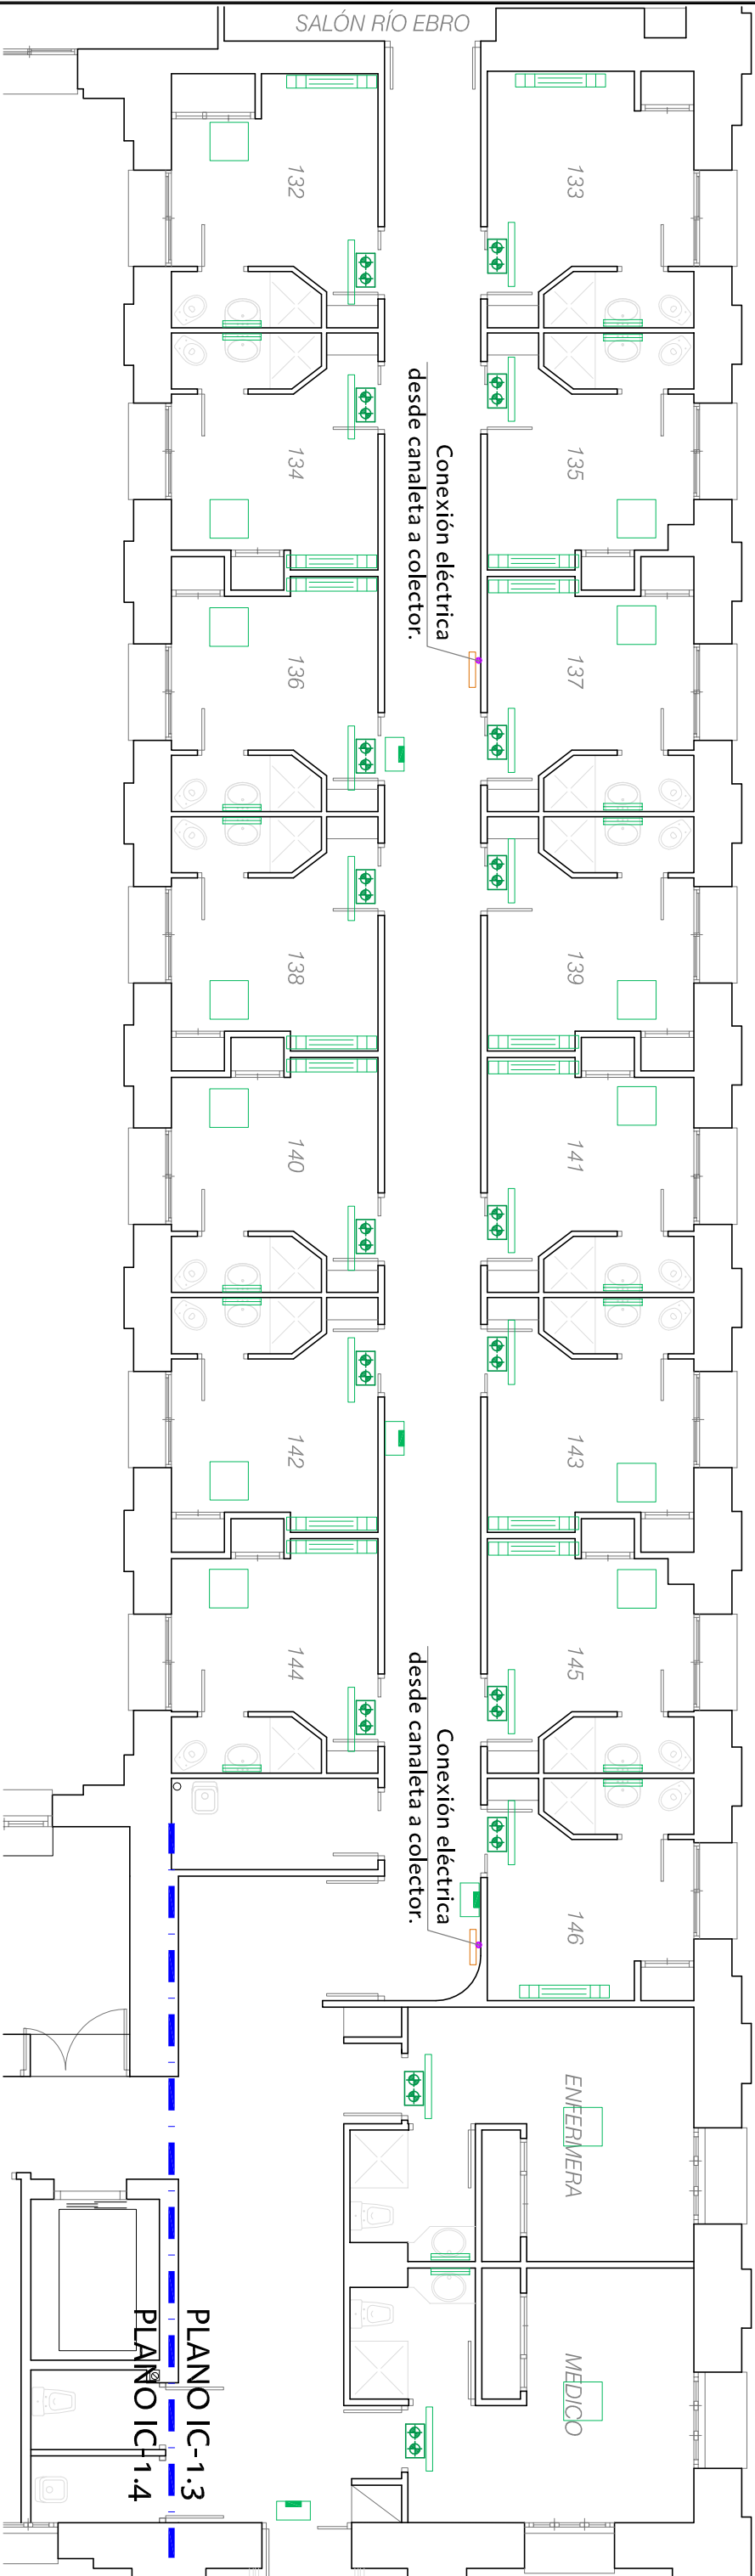 SALÓN RÍO EBRO
132
133
134
135
Conexión eléctrica
desde canaleta a colector.
136
137
138
139
140
141
142
143
144
145
Conexión eléctrica
desde canaleta a colector.
146
ENFERMERA
MEDICO
PLANO IC-1.3
PLANO IC-1.4